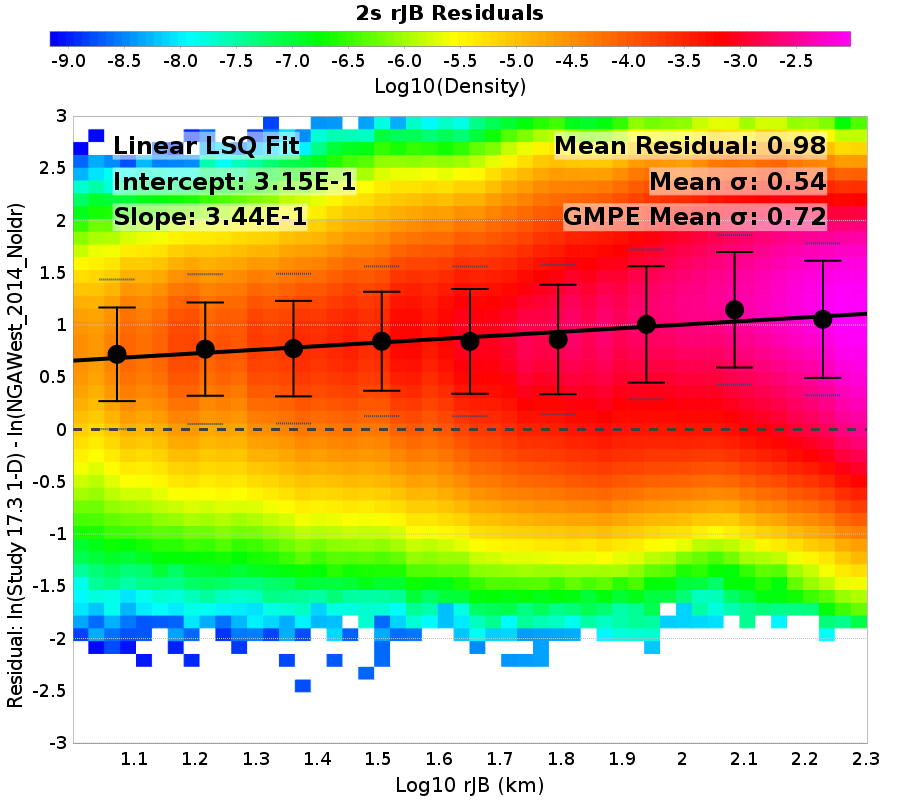 2s rJB Residuals
-9.0 -8.5 -8.0 -7.5 -7.0 -6.5 -6.0 -5.5 -5.0 -4.5 -4.0 -3.5 -3.0 -2.5
Log10(Density)
Linear LSQ Fit
Intercept: 3.15E-1
Slope: 3.44E-1
Mean Residual: 0.98
Mean σ: 0.54
GMPE Mean σ: 0.72
3
2.5
2
1.5
1
0.5
0
-0.5
-1
-1.5
-2
-2.5
-3
Residual: ln(Study 17.3 1-D) - ln(NGAWest_2014_NoIdr)
1.1 1.2 1.3 1.4 1.5 1.6 1.7 1.8 1.9 2 2.1 2.2 2.3
Log10 rJB (km)